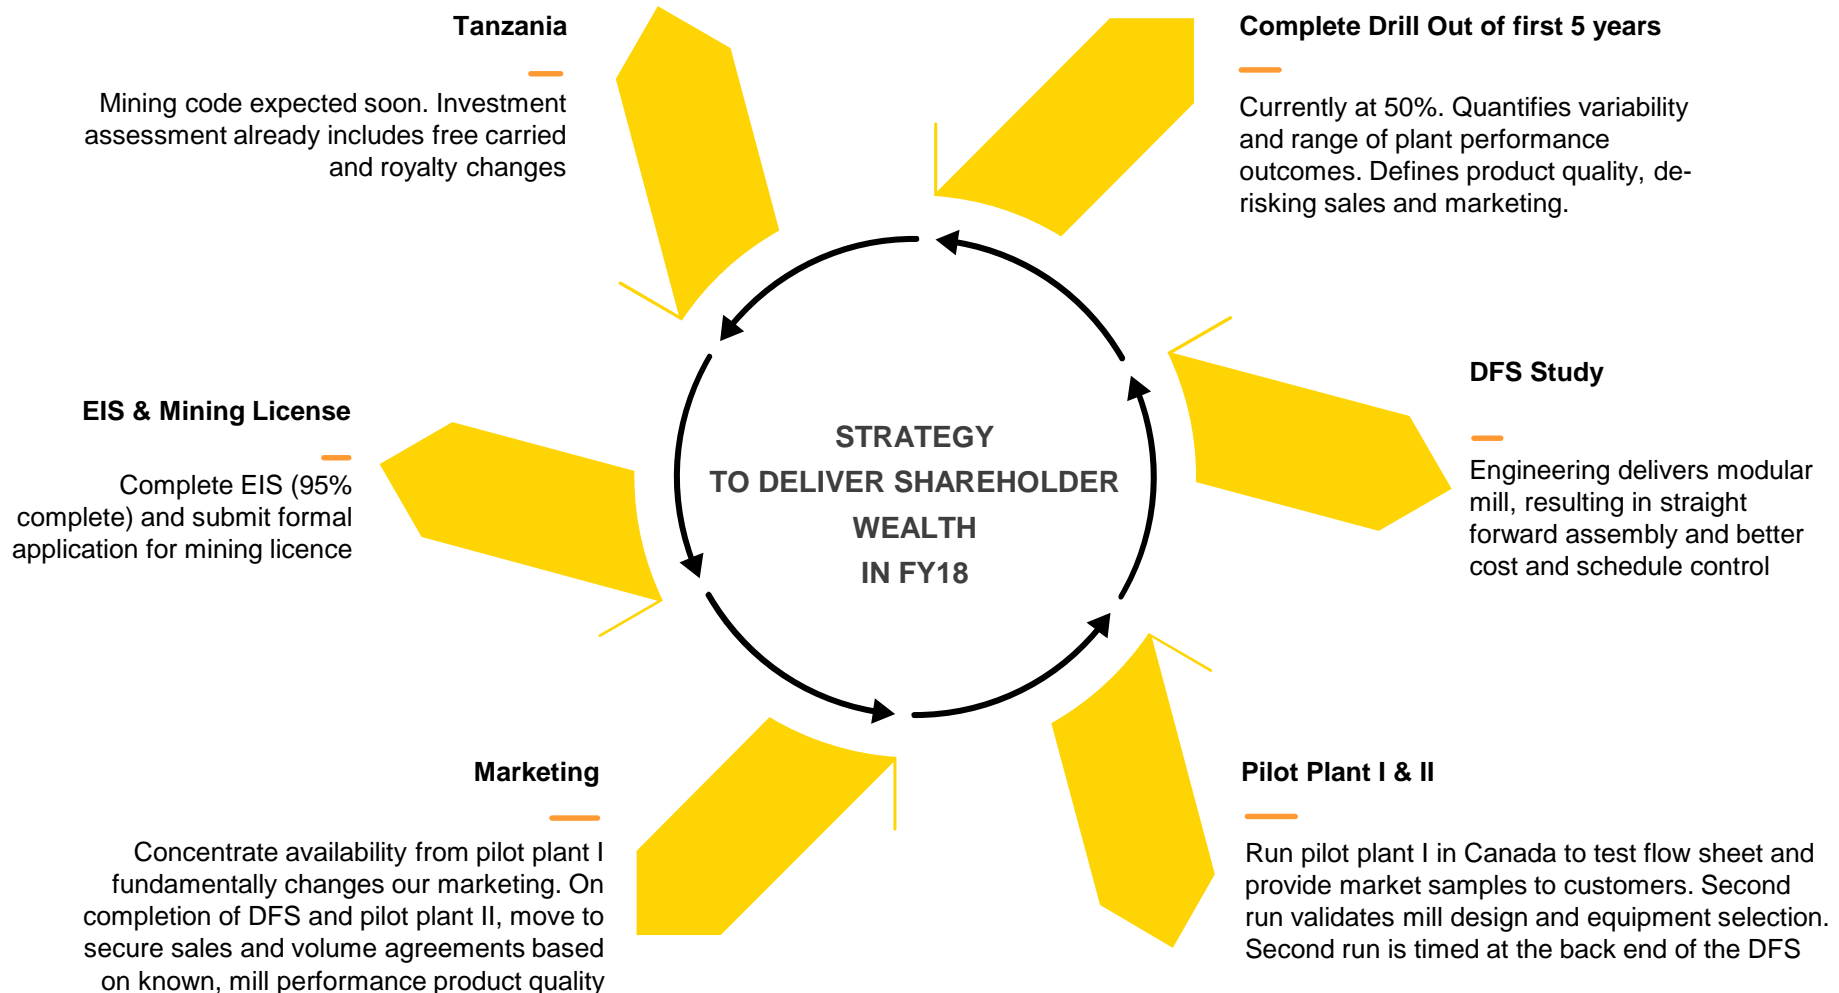 Tanzania
Mining code expected soon. Investment
assessment already includes free carried
and royalty changes
Complete Drill Out of first 5 years
Currently at 50%. Quantifies variability
and range of plant performance
outcomes. Defines product quality, de-
risking sales and marketing.
EIS & Mining License
Complete EIS (95%
complete) and submit formal
application for mining licence
STRATEGY
TO DELIVER SHAREHOLDER
WEALTH
IN FY18
DFS Study
Engineering delivers modular
mill, resulting in straight
forward assembly and better
cost and schedule control
Marketing
Concentrate availability from pilot plant I
fundamentally changes our marketing. On
completion of DFS and pilot plant II, move to
secure sales and volume agreements based
on known, mill performance product quality
Pilot Plant I & II
Run pilot plant I in Canada to test flow sheet and
provide market samples to customers. Second
run validates mill design and equipment selection.
Second run is timed at the back end of the DFS